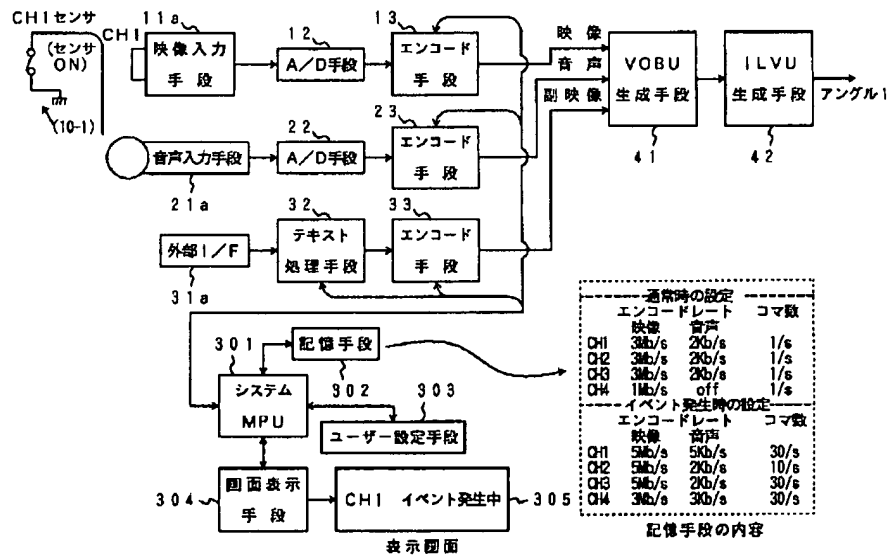 CH1センサ
(センサ
ON)
(10-1)
11a
CH1
映像入力
手段
12
A/D手段
13
エンコード
手段
映像
音声
副映像
VOBU
生成手段
41
ILVU
生成手段
42
アングル1
音声入力手段
21a
22
A/D手段
23
エンコード
手段
外部I/F
31a
32
テキスト
処理手段
33
エンコード
手段
301
システム
MPU
記憶手段
302
303
ユーザー設定手段
304
画面表示
手段
CH1 イベント発生中
305
表示画面
通常時の設定
エンコードレート コマ数
映像 音声
CH1 3Mb/s 2Kb/s 1/s
CH2 3Mb/s 2Kb/s 1/s
CH3 3Mb/s 2Kb/s 1/s
CH4 1Mb/s off 1/s
イベント発生時の設定
エンコードレート コマ数
映像 音声
CH1 5Mb/s 5Kb/s 30/s
CH2 5Mb/s 2Kb/s 10/s
CH3 5Mb/s 2Kb/s 30/s
CH4 3Mb/s 3Kb/s 30/s
記憶手段の内容